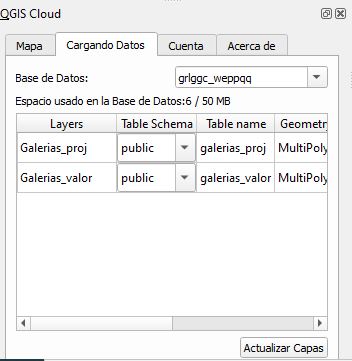 QGIS Cloud
Mapa Cargando Datos Cuenta Acerca de
Base de Datos: grlggc_weppqq
Espacio usado en la Base de Datos:6 / 50 MB
Layers Table Schema Table name Geometry
Galerias_proj public galerias_proj MultiPoly
Galerias_valor public galerias_valor MultiPoly
Actualizar Capas